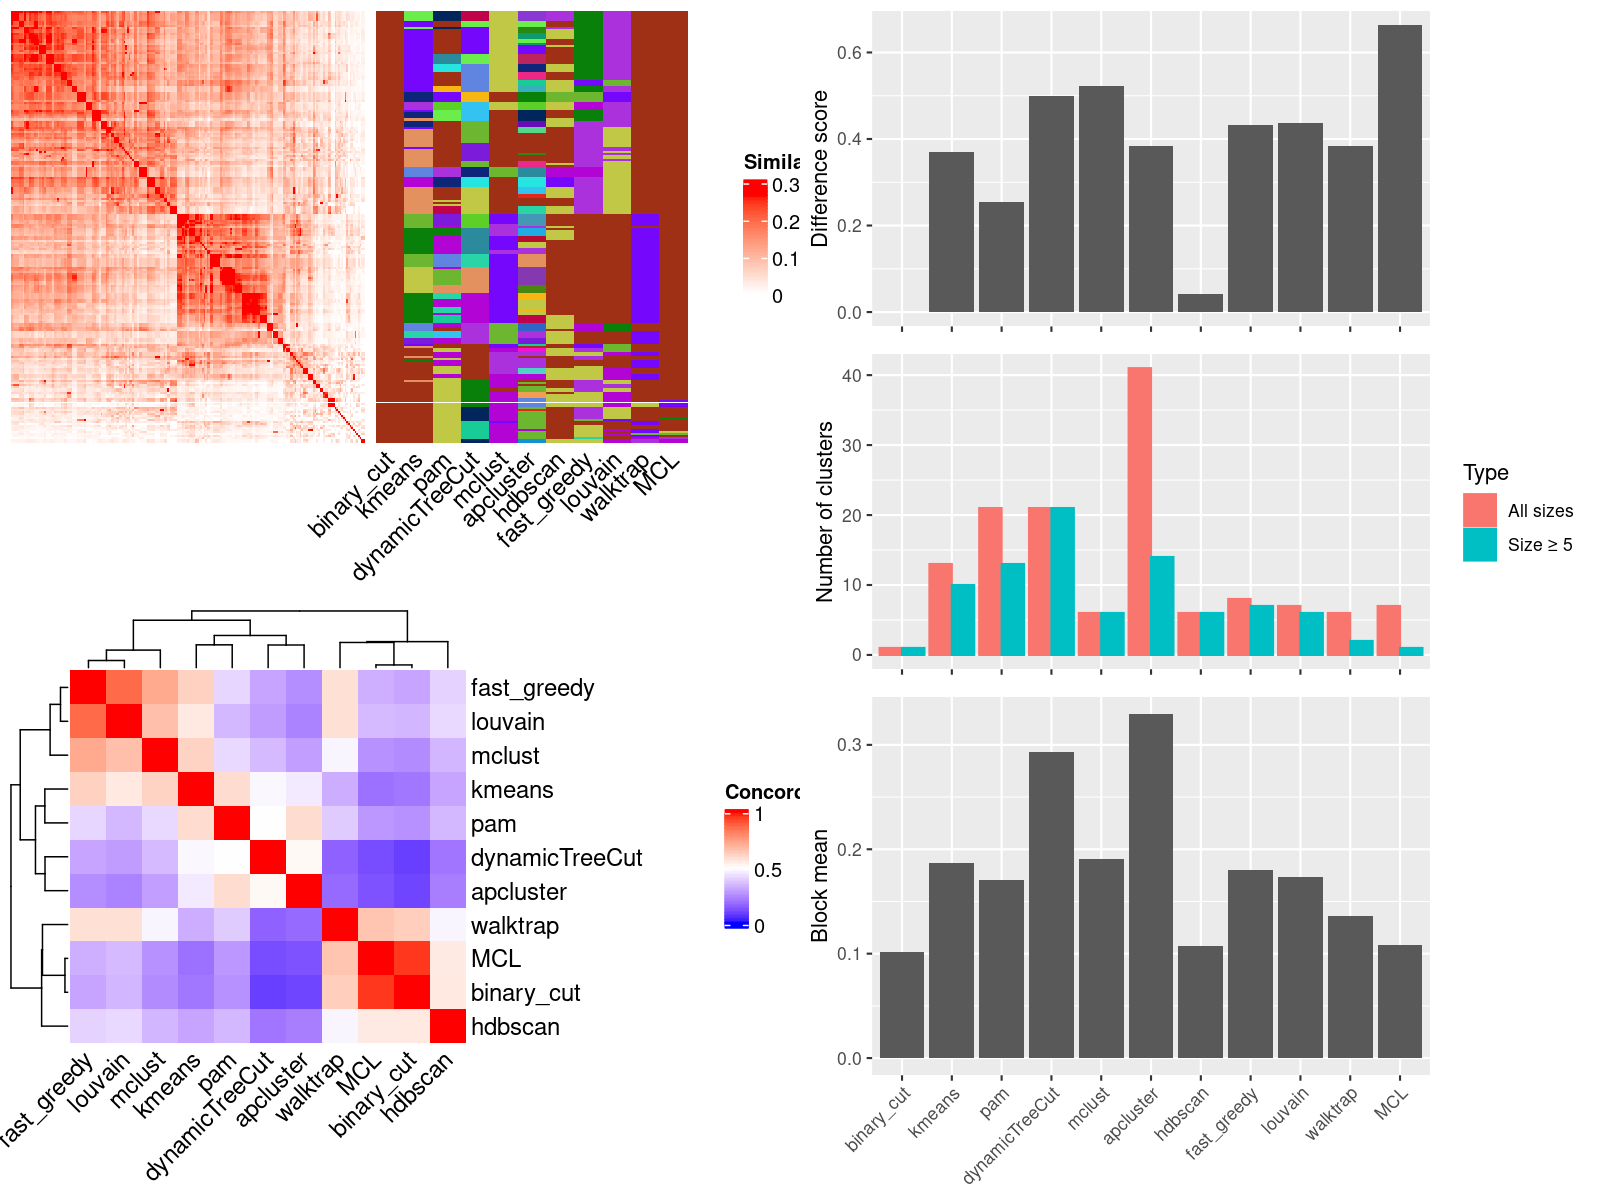 Simila
0.3
0.2
0.1
0
binary_cut
kmeans
pam
dynamicTreeCut
mclust
apcluster
hdbscan
fast_greedy
louvain
walktrap
MCL
fast_greedy
louvain
mclust
kmeans
pam
dynamicTreeCut
apcluster
walktrap
MCL
binary_cut
hdbscan
fast_greedy
louvain
mclust
kmeans
pam
dynamicTreeCut
apcluster
walktrap
MCL
binary_cut
hdbscan
Concord
1
0.5
0
Difference score
0.6
0.4
0.2
0.0
Number of clusters
40
30
20
10
0
Type
All sizes
Size ≥ 5
Block mean
0.3
0.2
0.1
0.0
binary_cut
kmeans
pam
dynamicTreeCut
mclust
apcluster
hdbscan
fast_greedy
louvain
walktrap
MCL